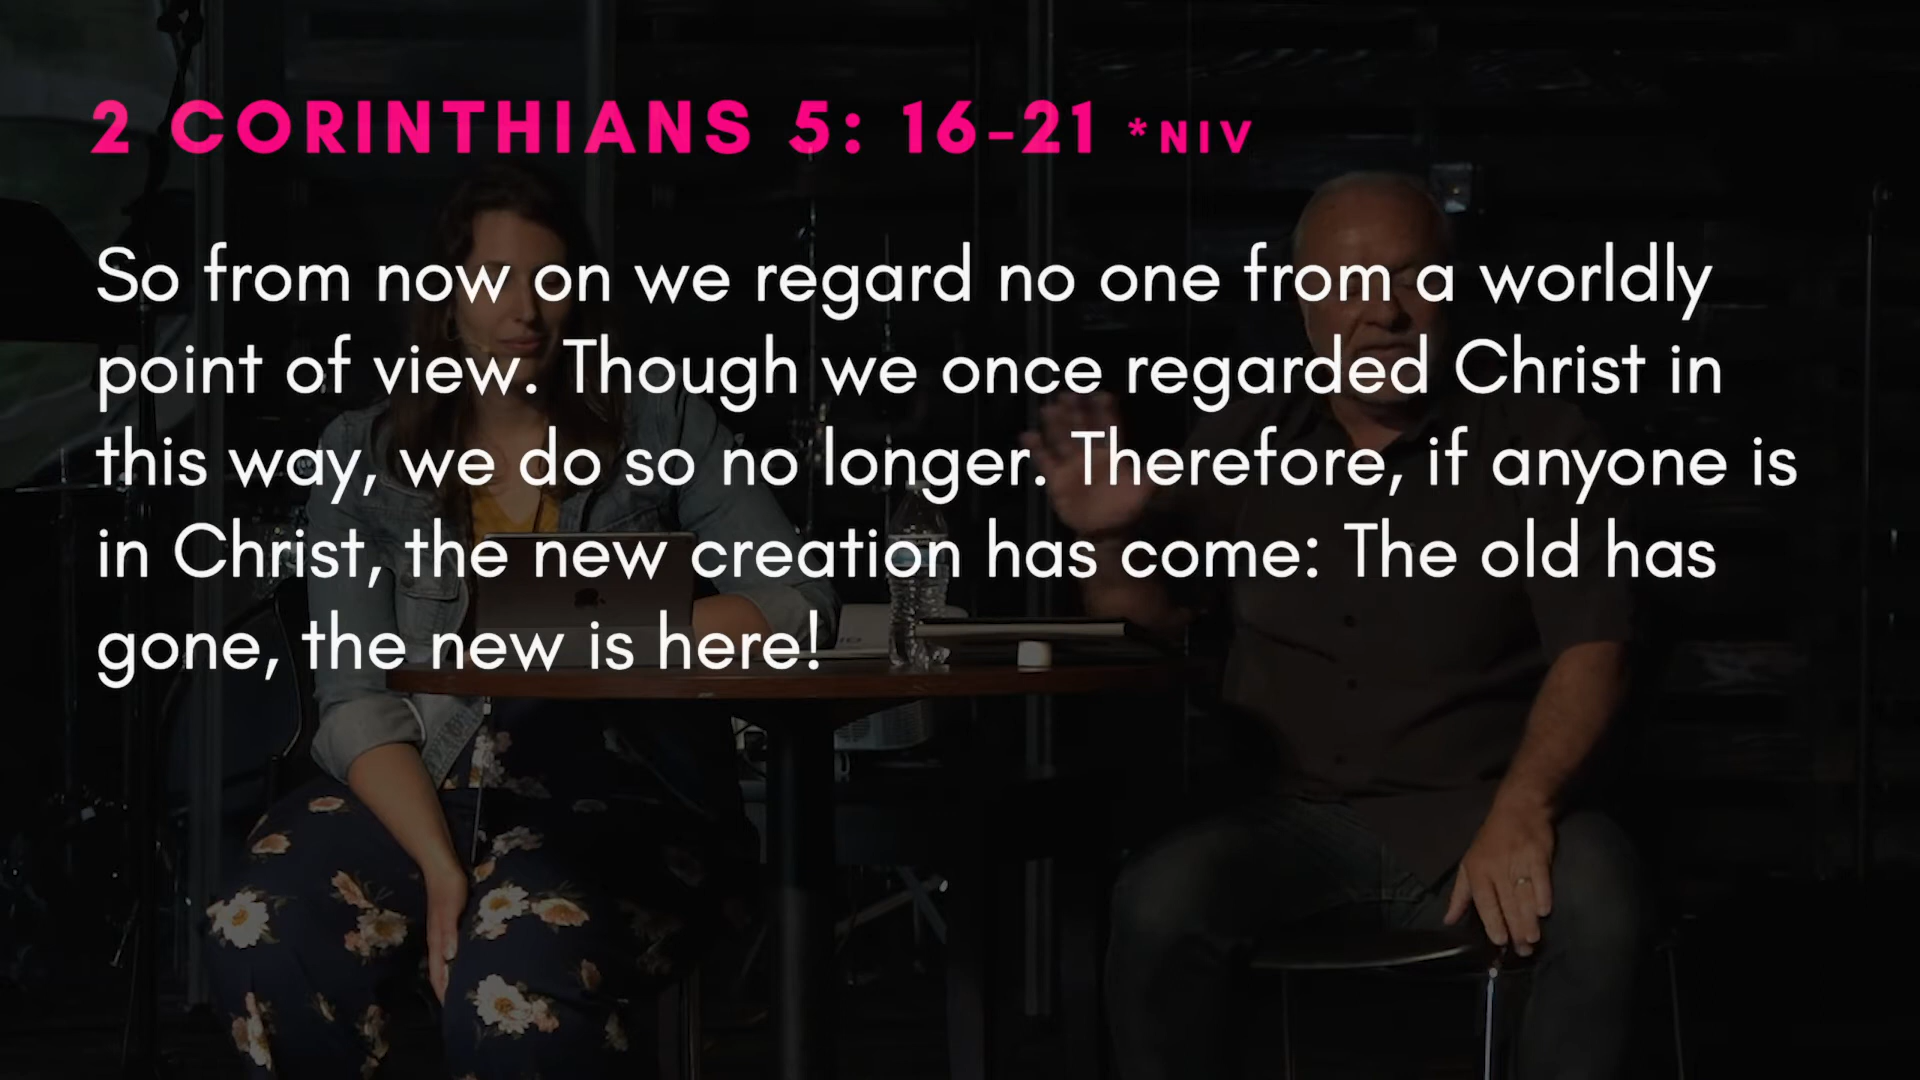 2 CORINTHIANS 5: 16-21 *NIV
So from now on we regard no one from a worldly
point of view. Though we once regarded Christ in
this way, we do so no longer. Therefore, if anyone is
in Christ, the new creation has come: The old has
gone, the new is here!